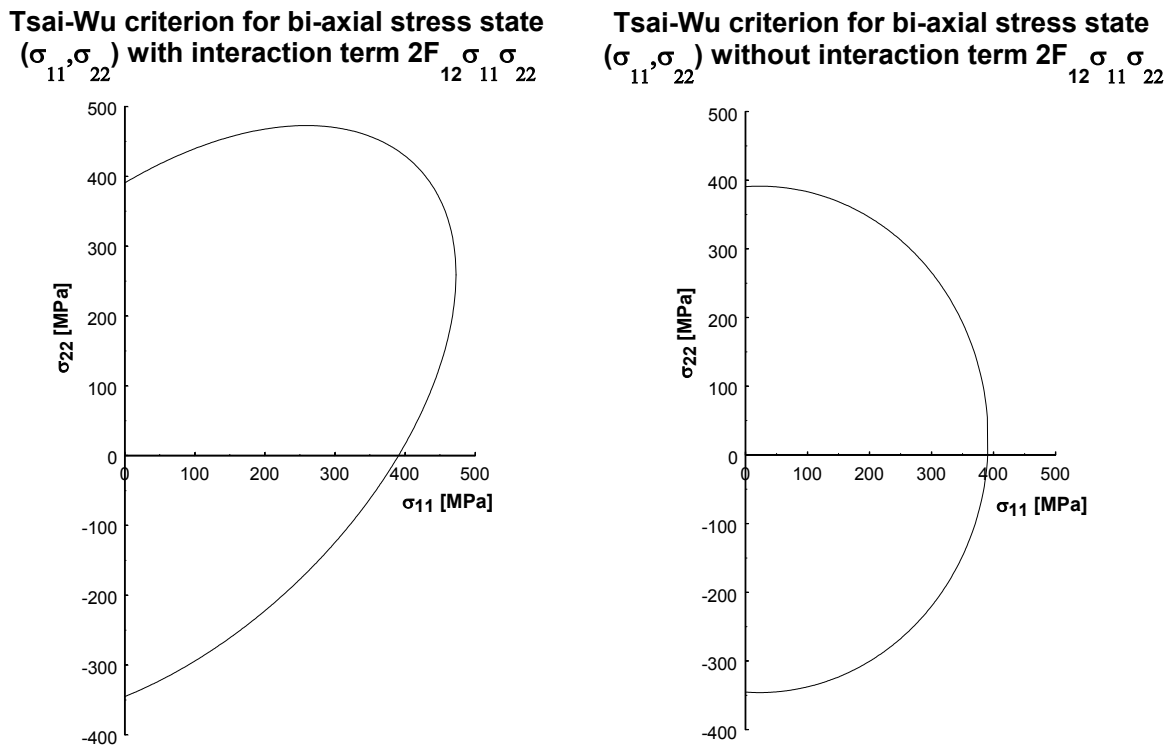 Tsai-Wu criterion for bi-axial stress state
(σ11,σ22) with interaction term 2F12σ11σ22
500
400
300
200
100
0
-100
-200
-300
-400
σ22 [MPa]
0 100 200 300 400 500
σ11 [MPa]
Tsai-Wu criterion for bi-axial stress state
(σ11,σ22) without interaction term 2F12σ11σ22
500
400
300
200
100
0
-100
-200
-300
-400
σ22 [MPa]
0 100 200 300 400 500
σ11 [MPa]